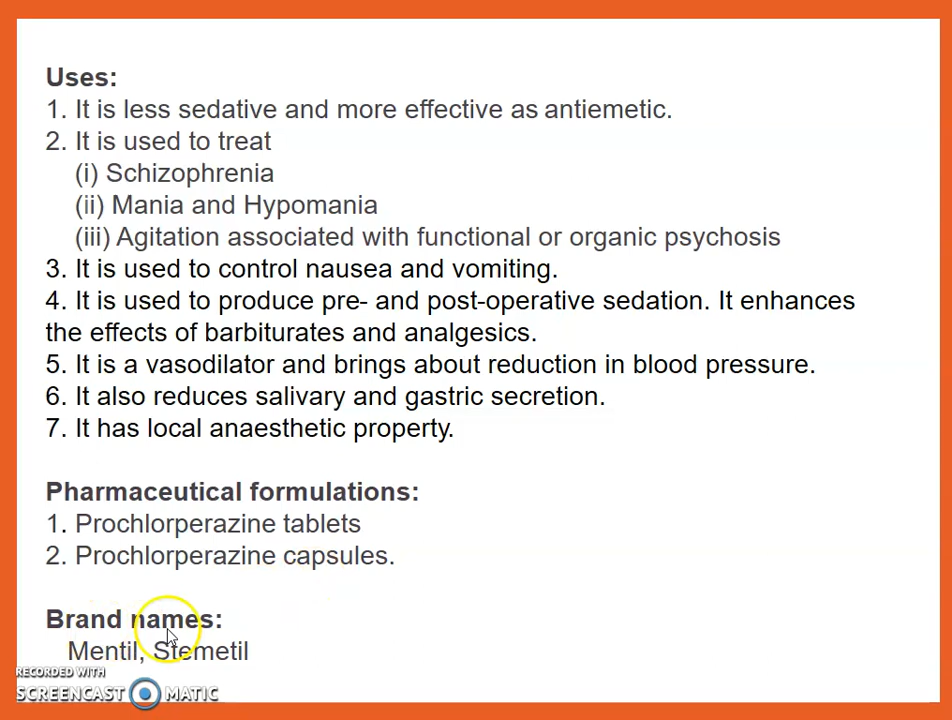 Uses:
1. It is less sedative and more effective as antiemetic.
2. It is used to treat
(i) Schizophrenia
(ii) Mania and Hypomania
(iii) Agitation associated with functional or organic psychosis
3. It is used to control nausea and vomiting.
4. It is used to produce pre- and post-operative sedation. It enhances
the effects of barbiturates and analgesics.
5. It is a vasodilator and brings about reduction in blood pressure.
6. It also reduces salivary and gastric secretion.
7. It has local anaesthetic property.
Pharmaceutical formulations:
1. Prochlorperazine tablets
2. Prochlorperazine capsules.
Brand names:
Mentil, Stemetil
RECORDED WITH
SCREENCAST MATIC